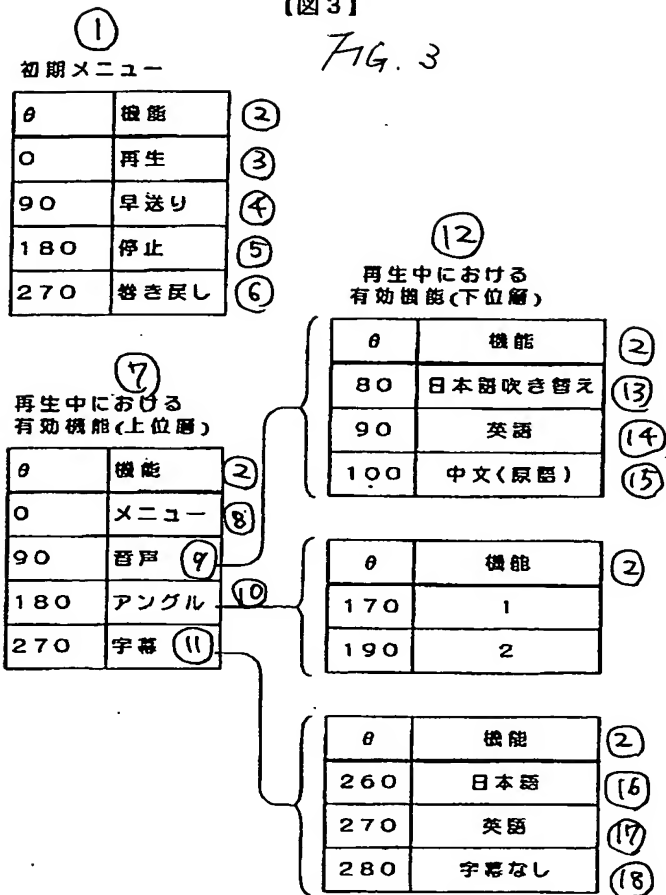 【図3】
FIG. 3
①
初期メニュー
θ 機能 ②
0 再生 ③
90 早送り ④
180 停止 ⑤
270 巻き戻し ⑥
⑦
再生中における
有効機能(上位層)
θ 機能 ②
0 メニュー ⑧
90 音声 ⑨
180 アングル ⑩
270 字幕 ⑪
⑫
再生中における
有効機能(下位層)
θ 機能 ②
80 日本語吹き替え ⑬
90 英語 ⑭
100 中文(原語) ⑮
θ 機能 ②
170 1
190 2
θ 機能 ②
260 日本語 ⑯
270 英語 ⑰
280 字幕なし ⑱